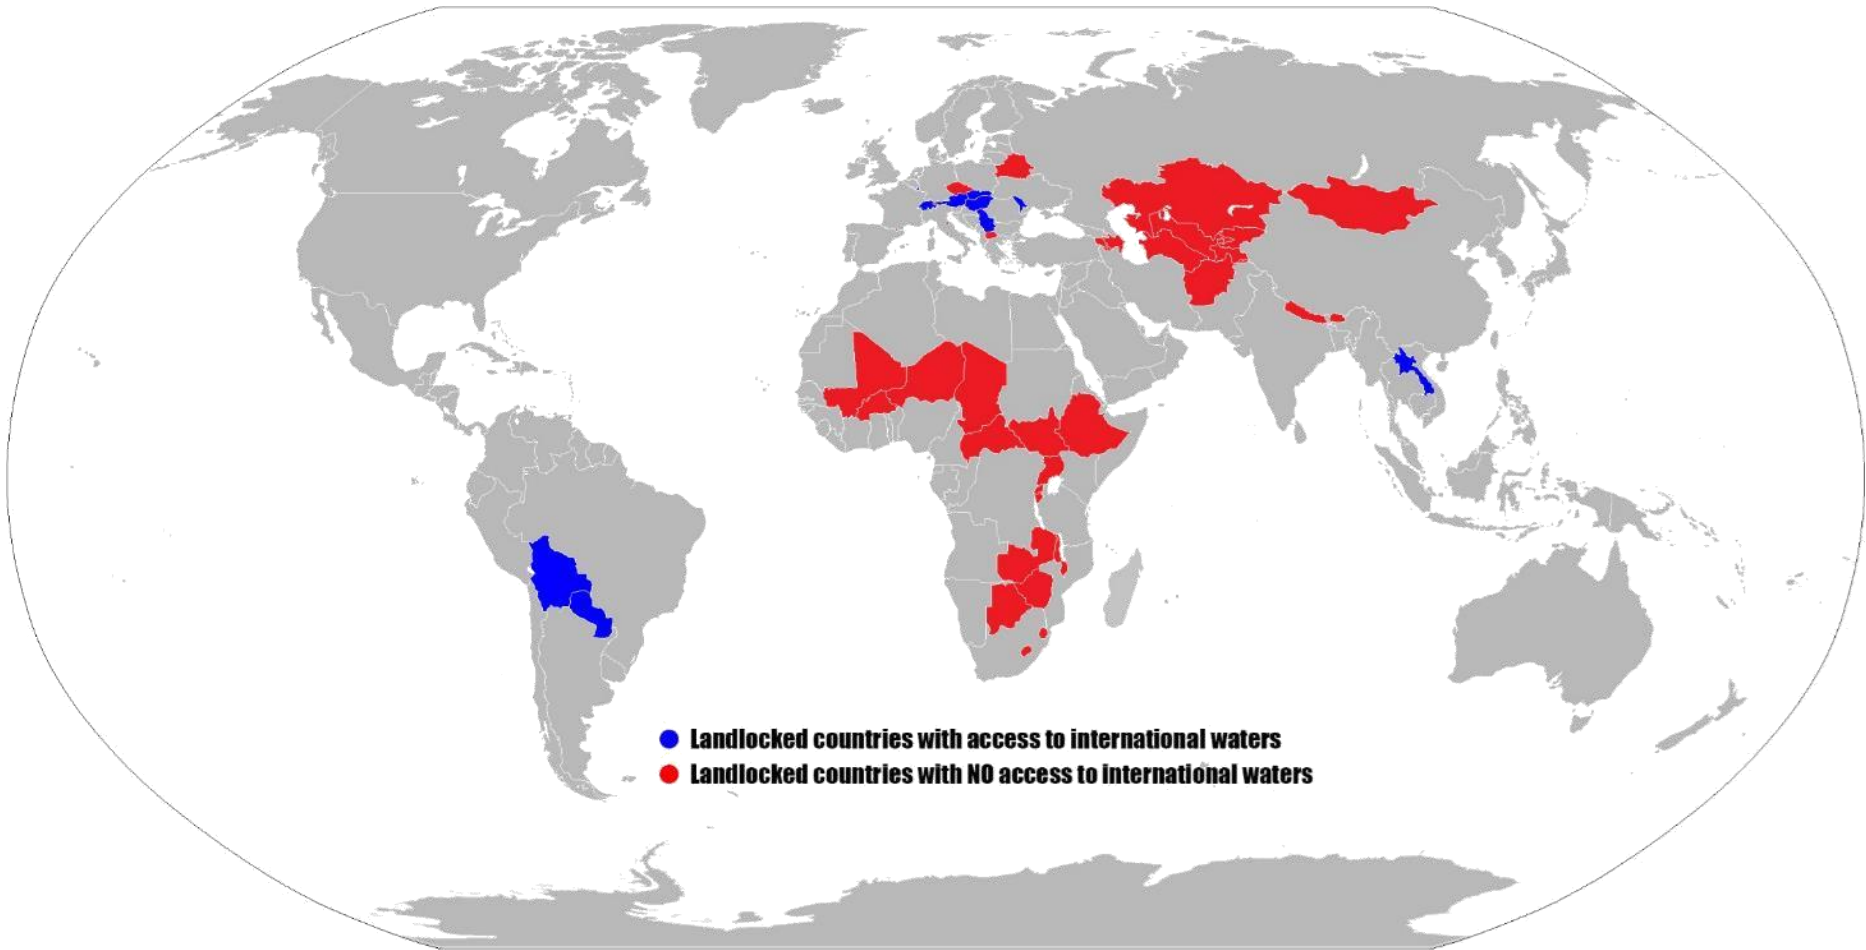 Landlocked countries with access to international waters
Landlocked countries with NO access to international waters